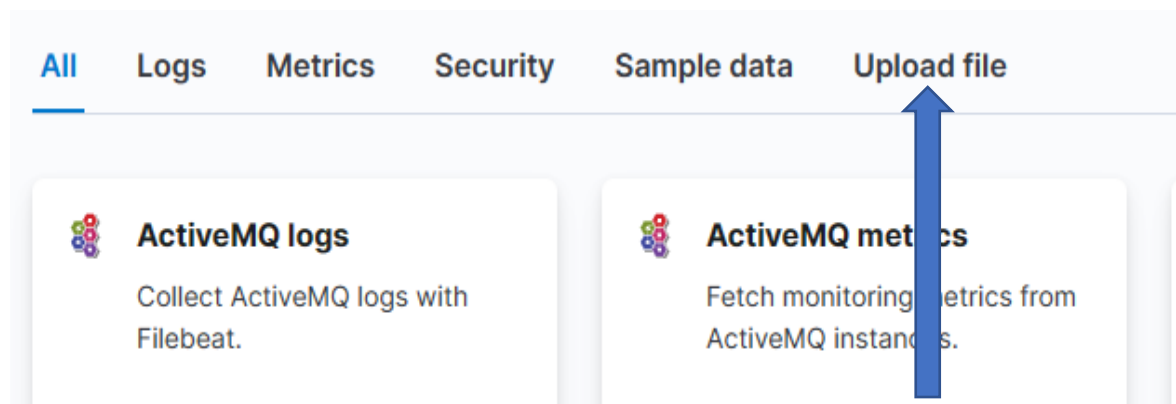 All Logs Metrics Security Sample data Upload file
ActiveMQ logs
Collect ActiveMQ logs with
Filebeat.
ActiveMQ metrics
Fetch monitoring metrics from
ActiveMQ instances.